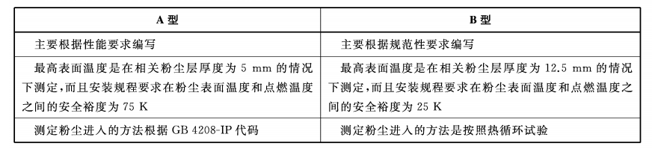 A 型 B 型
主要根据性能要求编写 主要根据规范性要求编写
最高表面温度是在相关粉尘层厚度为 5 mm 的情况 最高表面温度是在相关粉尘层厚度为 12.5 mm 的情况
下测定,而且安装规程要求在粉尘表面温度和点燃温度 下测定,而且安装规程要求在粉尘表面温度和点燃温度之
之间的安全裕度为 75 K 间的安全裕度为 25 K
测定粉尘进入的方法根据 GB 4208-IP 代码 测定粉尘进入的方法是按照热循环试验